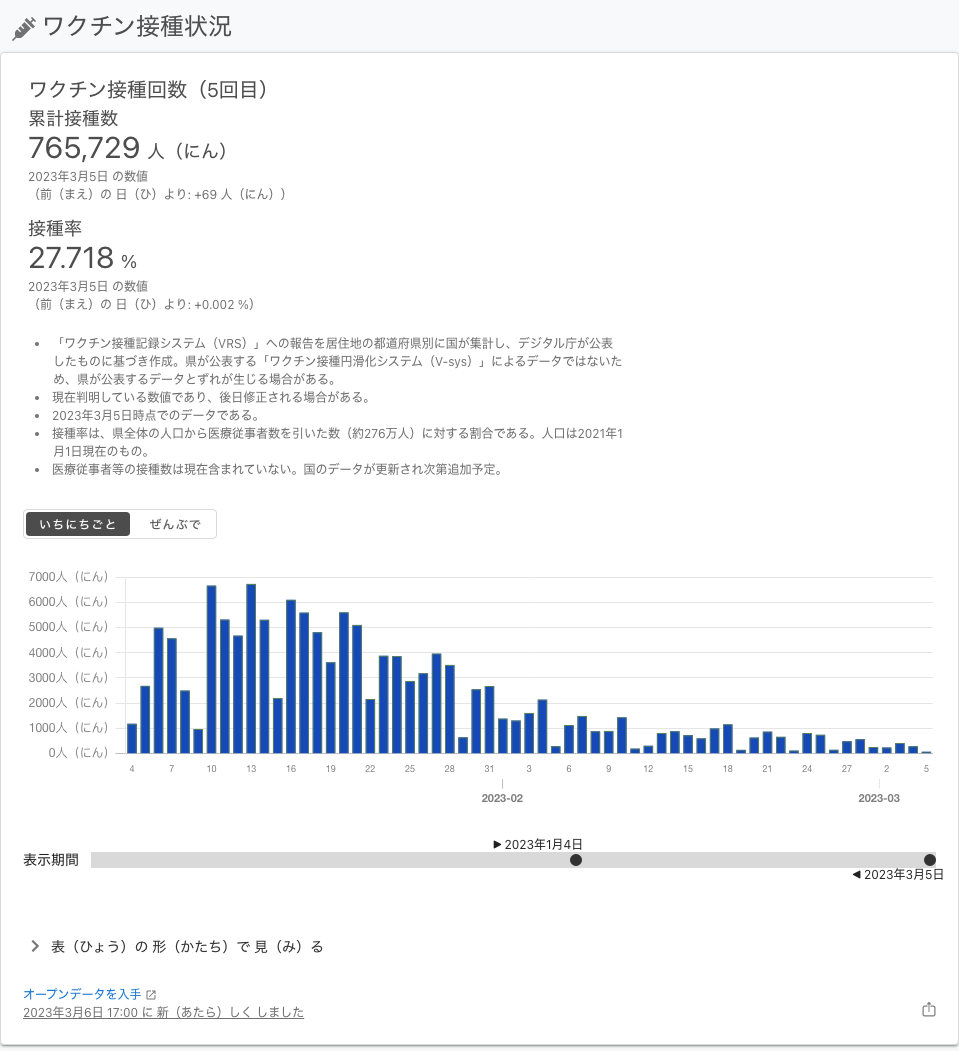 ワクチン接種状況
ワクチン接種回数（5回目）
累計接種数
765,729 人（にん）
2023年3月5日 の数値
（前（まえ）の 日（ひ）より: +69 人（にん））
接種率
27.718 %
2023年3月5日 の数値
（前（まえ）の 日（ひ）より: +0.002 %）
• 「ワクチン接種記録システム（VRS）」への報告を居住地の都道府県別に国が集計し、デジタル庁が公表
したものに基づき作成。県が公表する「ワクチン接種円滑化システム（V-sys）」によるデータではないた
め、県が公表するデータとずれが生じる場合がある。
• 現在判明している数値であり、後日修正される場合がある。
• 2023年3月5日時点でのデータである。
• 接種率は、県全体の人口から医療従事者数を引いた数（約276万人）に対する割合である。人口は2021年1
月1日現在のもの。
• 医療従事者等の接種数は現在含まれていない。国のデータが更新され次第追加予定。
いちにちごと ぜんぶで
7000人（にん）
6000人（にん）
5000人（にん）
4000人（にん）
3000人（にん）
2000人（にん）
1000人（にん）
0人（にん）
4 7 10 13 16 19 22 25 28 31 3 6 9 12 15 18 21 24 27 2 5
2023-02 2023-03
▶ 2023年1月4日
表示期間
◀ 2023年3月5日
表（ひょう）の 形（かたち）で 見（み）る
オープンデータを入手
2023年3月6日 17:00 に 新（あたら）しく しました